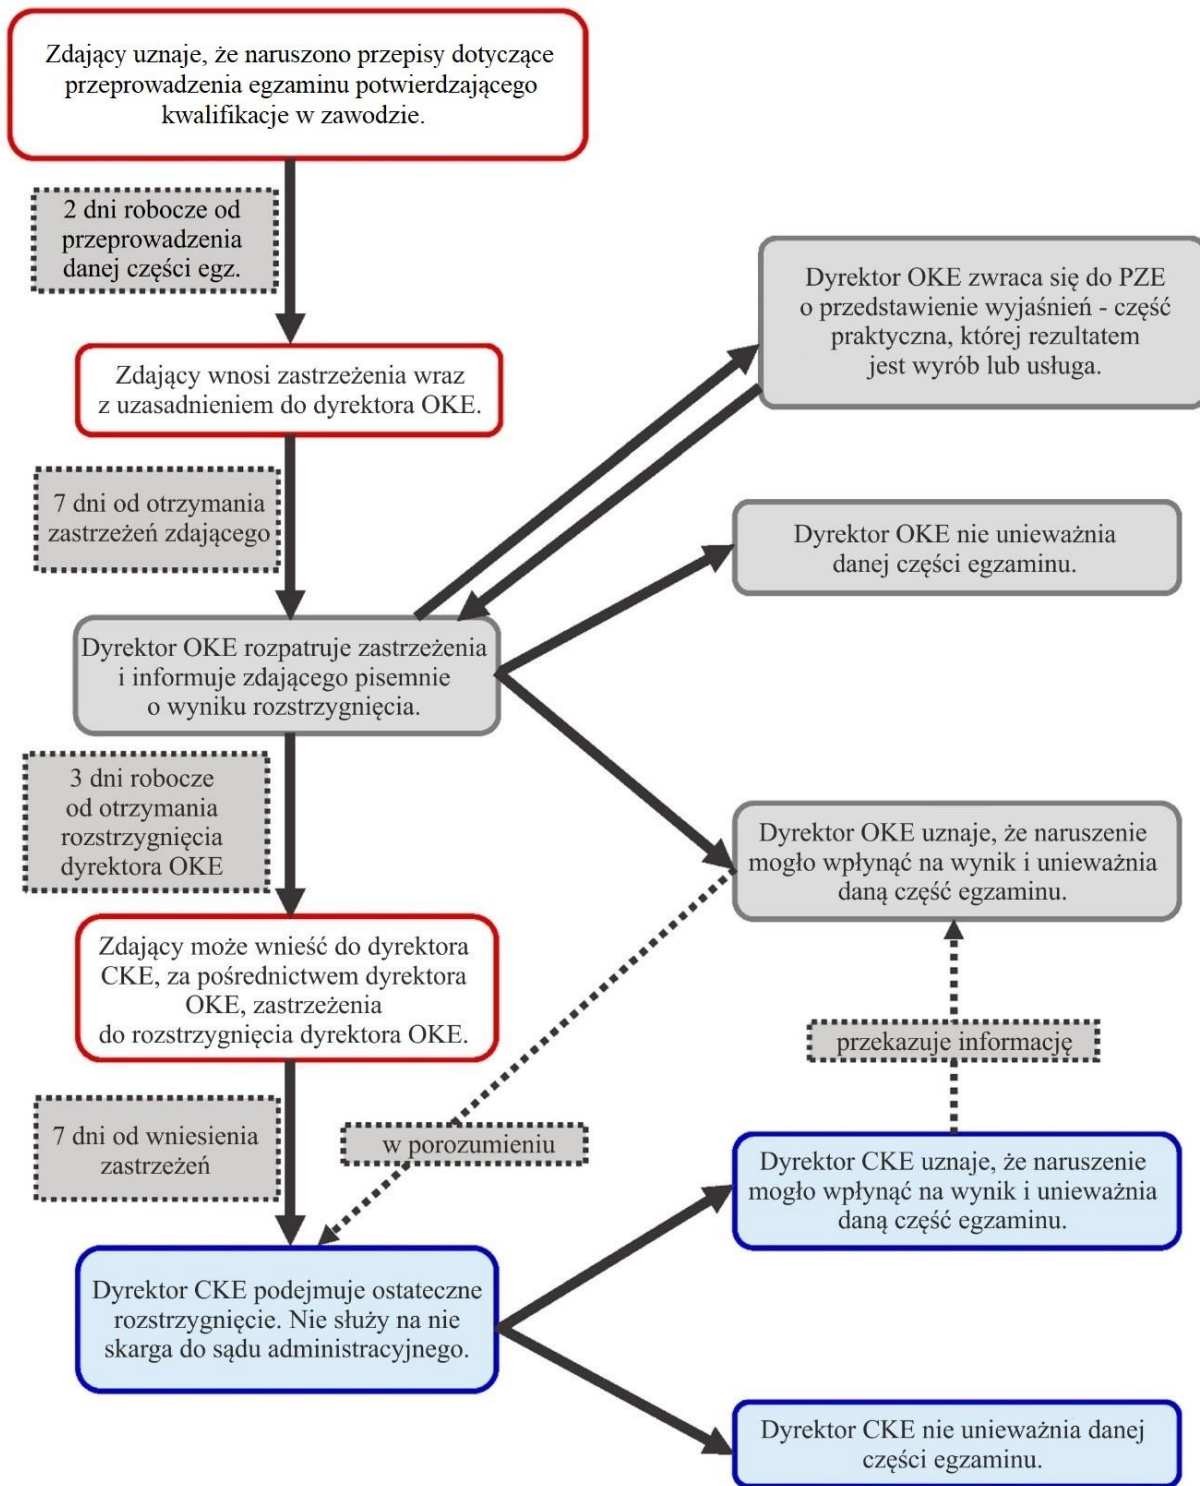 Zdający uznaje, że naruszono przepisy dotyczące
przeprowadzenia egzaminu potwierdzającego
kwalifikacje w zawodzie.
2 dni robocze od
przeprowadzenia
danej części egz.
Dyrektor OKE zwraca się do PZE
o przedstawienie wyjaśnień - część
praktyczna, której rezultatem
jest wyrób lub usługa.
Zdający wnosi zastrzeżenia wraz
z uzasadnieniem do dyrektora OKE.
7 dni od otrzymania
zastrzeżeń zdającego
Dyrektor OKE nie unieważnia
danej części egzaminu.
Dyrektor OKE rozpatruje zastrzeżenia
i informuje zdającego pisemnie
o wyniku rozstrzygnięcia.
3 dni robocze
od otrzymania
rozstrzygnięcia
dyrektora OKE
Dyrektor OKE uznaje, że naruszenie
mogło wpłynąć na wynik i unieważnia
daną część egzaminu.
Zdający może wnieść do dyrektora
CKE, za pośrednictwem dyrektora
OKE, zastrzeżenia
do rozstrzygnięcia dyrektora OKE.
przekazuje informację
7 dni od wniesienia
zastrzeżeń
w porozumieniu
Dyrektor CKE uznaje, że naruszenie
mogło wpłynąć na wynik i unieważnia
daną część egzaminu.
Dyrektor CKE podejmuje ostateczne
rozstrzygnięcie. Nie służy na nie
skarga do sądu administracyjnego.
Dyrektor CKE nie unieważnia danej
części egzaminu.